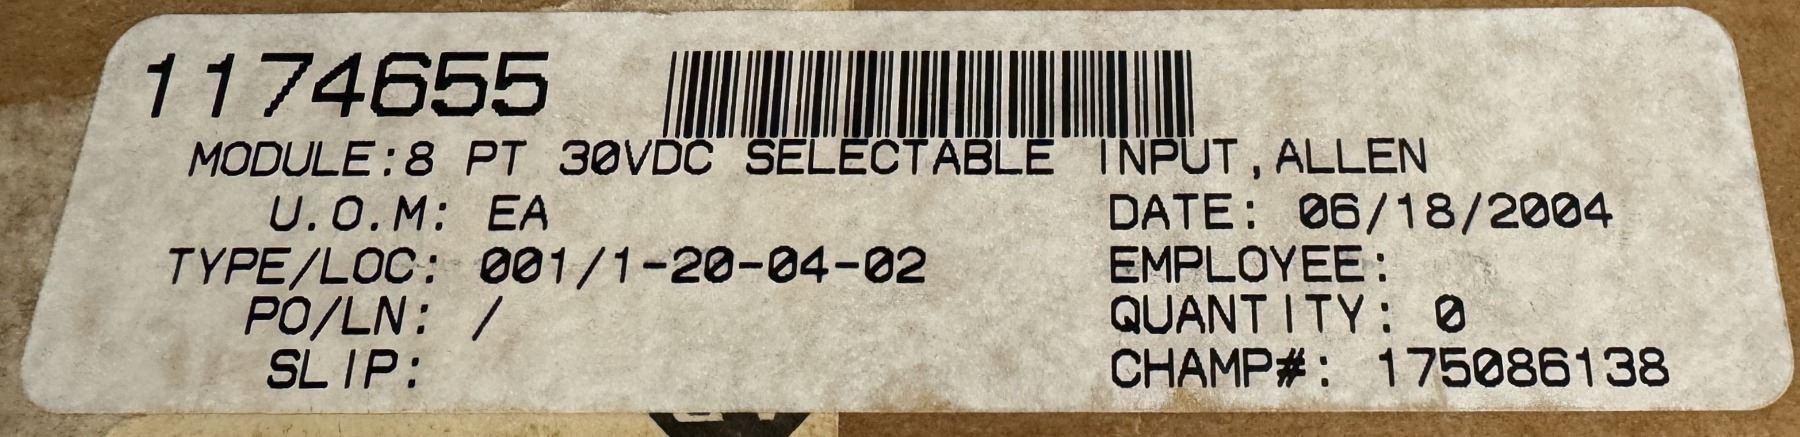 1174655
MODULE:8 PT 30VDC SELECTABLE INPUT,ALLEN
U.O.M: EA
DATE: 06/18/2004
TYPE/LOC: 001/1-20-04-02
EMPLOYEE:
PO/LN: /
QUANTITY: 0
SLIP:
CHAMP#: 175086138